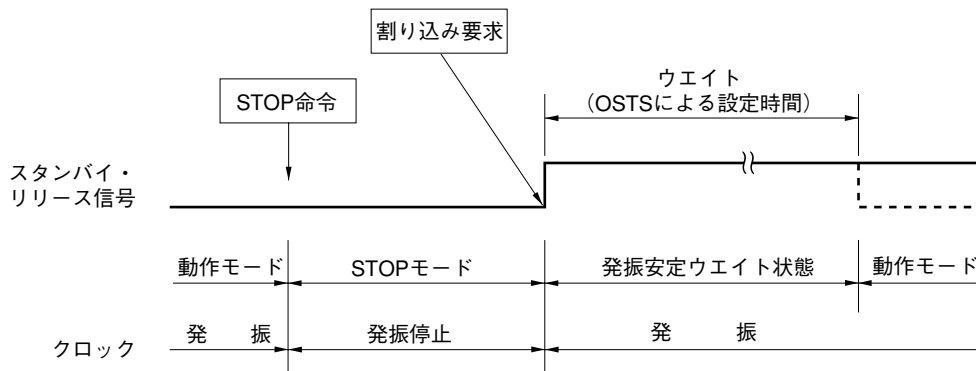 割り込み要求
STOP命令
ウエイト
（OSTSによる設定時間）
スタンバイ・
リリース信号
動作モード
STOPモード
発振安定ウエイト状態
動作モード
クロック
発　振
発振停止
発　振